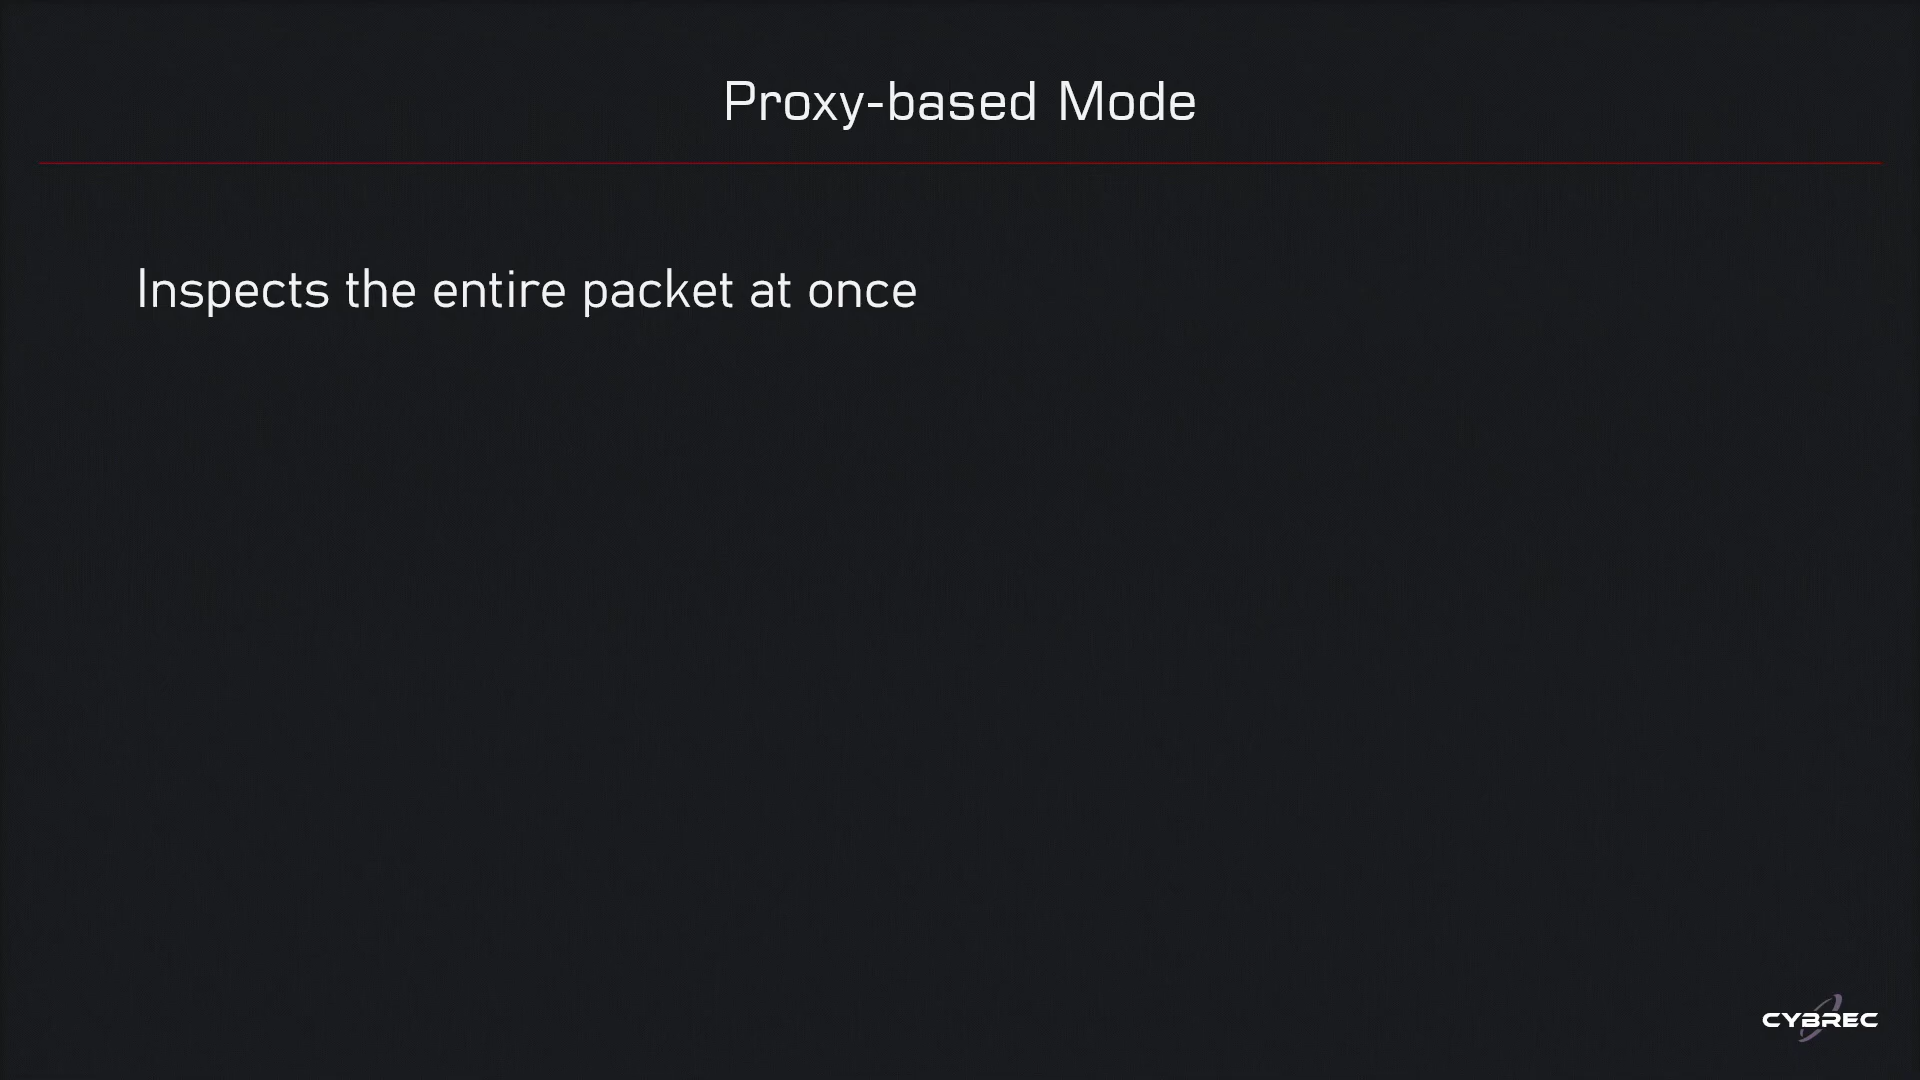 Proxy-based Mode
Inspects the entire packet at once
CYBREC